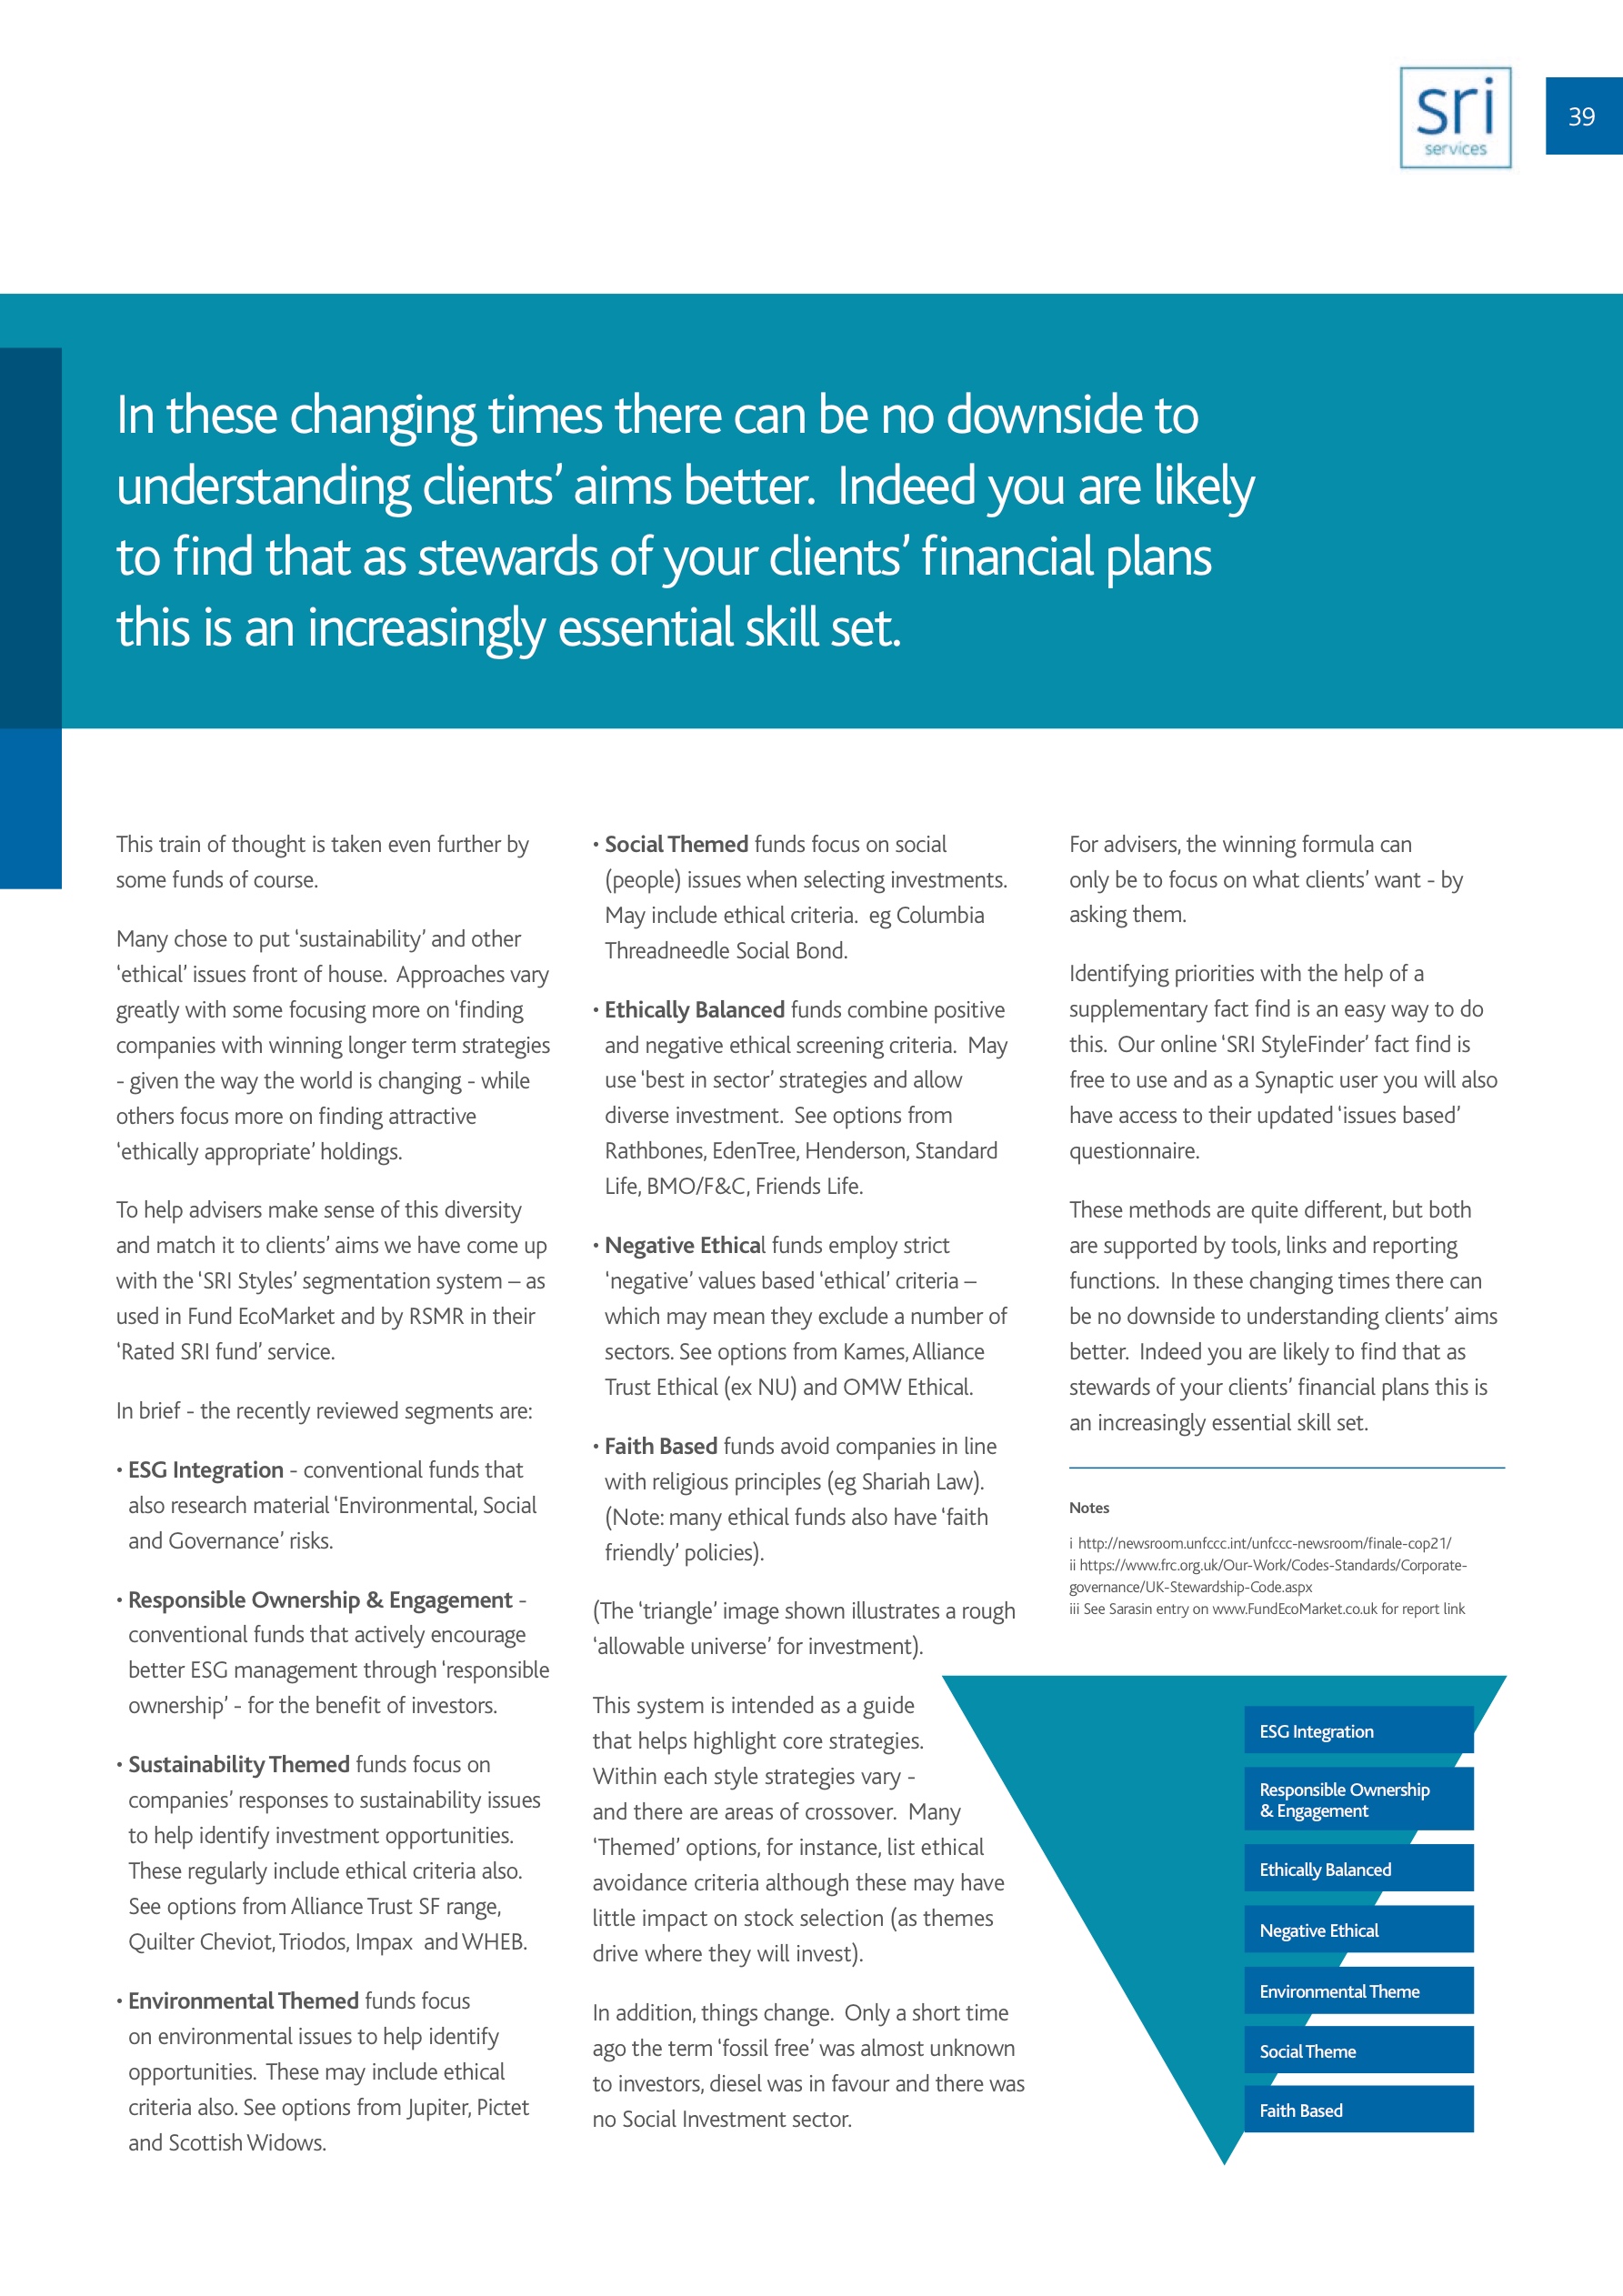 sri
services
39
In these changing times there can be no downside to
understanding clients’ aims better.  Indeed you are likely
to find that as stewards of your clients’ financial plans
this is an increasingly essential skill set.
This train of thought is taken even further by
some funds of course.
Many chose to put ‘sustainability’ and other
‘ethical’ issues front of house.  Approaches vary
greatly with some focusing more on ‘finding
companies with winning longer term strategies
- given the way the world is changing - while
others focus more on finding attractive
‘ethically appropriate’ holdings.
To help advisers make sense of this diversity
and match it to clients’ aims we have come up
with the ‘SRI Styles’ segmentation system – as
used in Fund EcoMarket and by RSMR in their
‘Rated SRI fund’ service.
In brief - the recently reviewed segments are:
• ESG Integration - conventional funds that
also research material ‘Environmental, Social
and Governance’ risks.
• Responsible Ownership & Engagement -
conventional funds that actively encourage
better ESG management through ‘responsible
ownership’ - for the benefit of investors.
• Sustainability Themed funds focus on
companies’ responses to sustainability issues
to help identify investment opportunities.
These regularly include ethical criteria also.
See options from Alliance Trust SF range,
Quilter Cheviot, Triodos, Impax  and WHEB.
• Environmental Themed funds focus
on environmental issues to help identify
opportunities.  These may include ethical
criteria also. See options from Jupiter, Pictet
and Scottish Widows.
• Social Themed funds focus on social
(people) issues when selecting investments.
May include ethical criteria.  eg Columbia
Threadneedle Social Bond.
• Ethically Balanced funds combine positive
and negative ethical screening criteria.  May
use ‘best in sector’ strategies and allow
diverse investment.  See options from
Rathbones, EdenTree, Henderson, Standard
Life, BMO/F&C, Friends Life.
• Negative Ethical funds employ strict
‘negative’ values based ‘ethical’ criteria –
which may mean they exclude a number of
sectors. See options from Kames, Alliance
Trust Ethical (ex NU) and OMW Ethical.
• Faith Based funds avoid companies in line
with religious principles (eg Shariah Law).
(Note: many ethical funds also have ‘faith
friendly’ policies).
(The ‘triangle’ image shown illustrates a rough
‘allowable universe’ for investment).
This system is intended as a guide
that helps highlight core strategies.
Within each style strategies vary -
and there are areas of crossover.  Many
‘Themed’ options, for instance, list ethical
avoidance criteria although these may have
little impact on stock selection (as themes
drive where they will invest).
In addition, things change.  Only a short time
ago the term ‘fossil free’ was almost unknown
to investors, diesel was in favour and there was
no Social Investment sector.
For advisers, the winning formula can
only be to focus on what clients’ want - by
asking them.
Identifying priorities with the help of a
supplementary fact find is an easy way to do
this.  Our online ‘SRI StyleFinder’ fact find is
free to use and as a Synaptic user you will also
have access to their updated ‘issues based’
questionnaire.
These methods are quite different, but both
are supported by tools, links and reporting
functions.  In these changing times there can
be no downside to understanding clients’ aims
better.  Indeed you are likely to find that as
stewards of your clients’ financial plans this is
an increasingly essential skill set.
Notes
i http://newsroom.unfccc.int/unfccc-newsroom/finale-cop21/
ii https://www.frc.org.uk/Our-Work/Codes-Standards/Corporate-
governance/UK-Stewardship-Code.aspx
iii See Sarasin entry on www.FundEcoMarket.co.uk for report link
ESG Integration
Responsible Ownership
& Engagement
Ethically Balanced
Negative Ethical
Environmental Theme
Social Theme
Faith Based